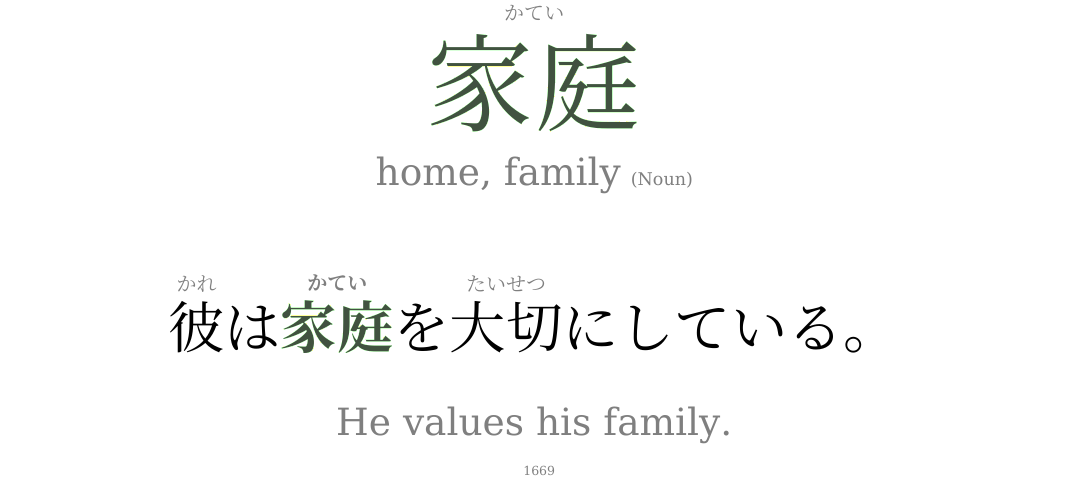 かてい
家庭
home, family (Noun)
かれ かてい たいせつ
彼は家庭を大切にしている。
He values his family.
1669